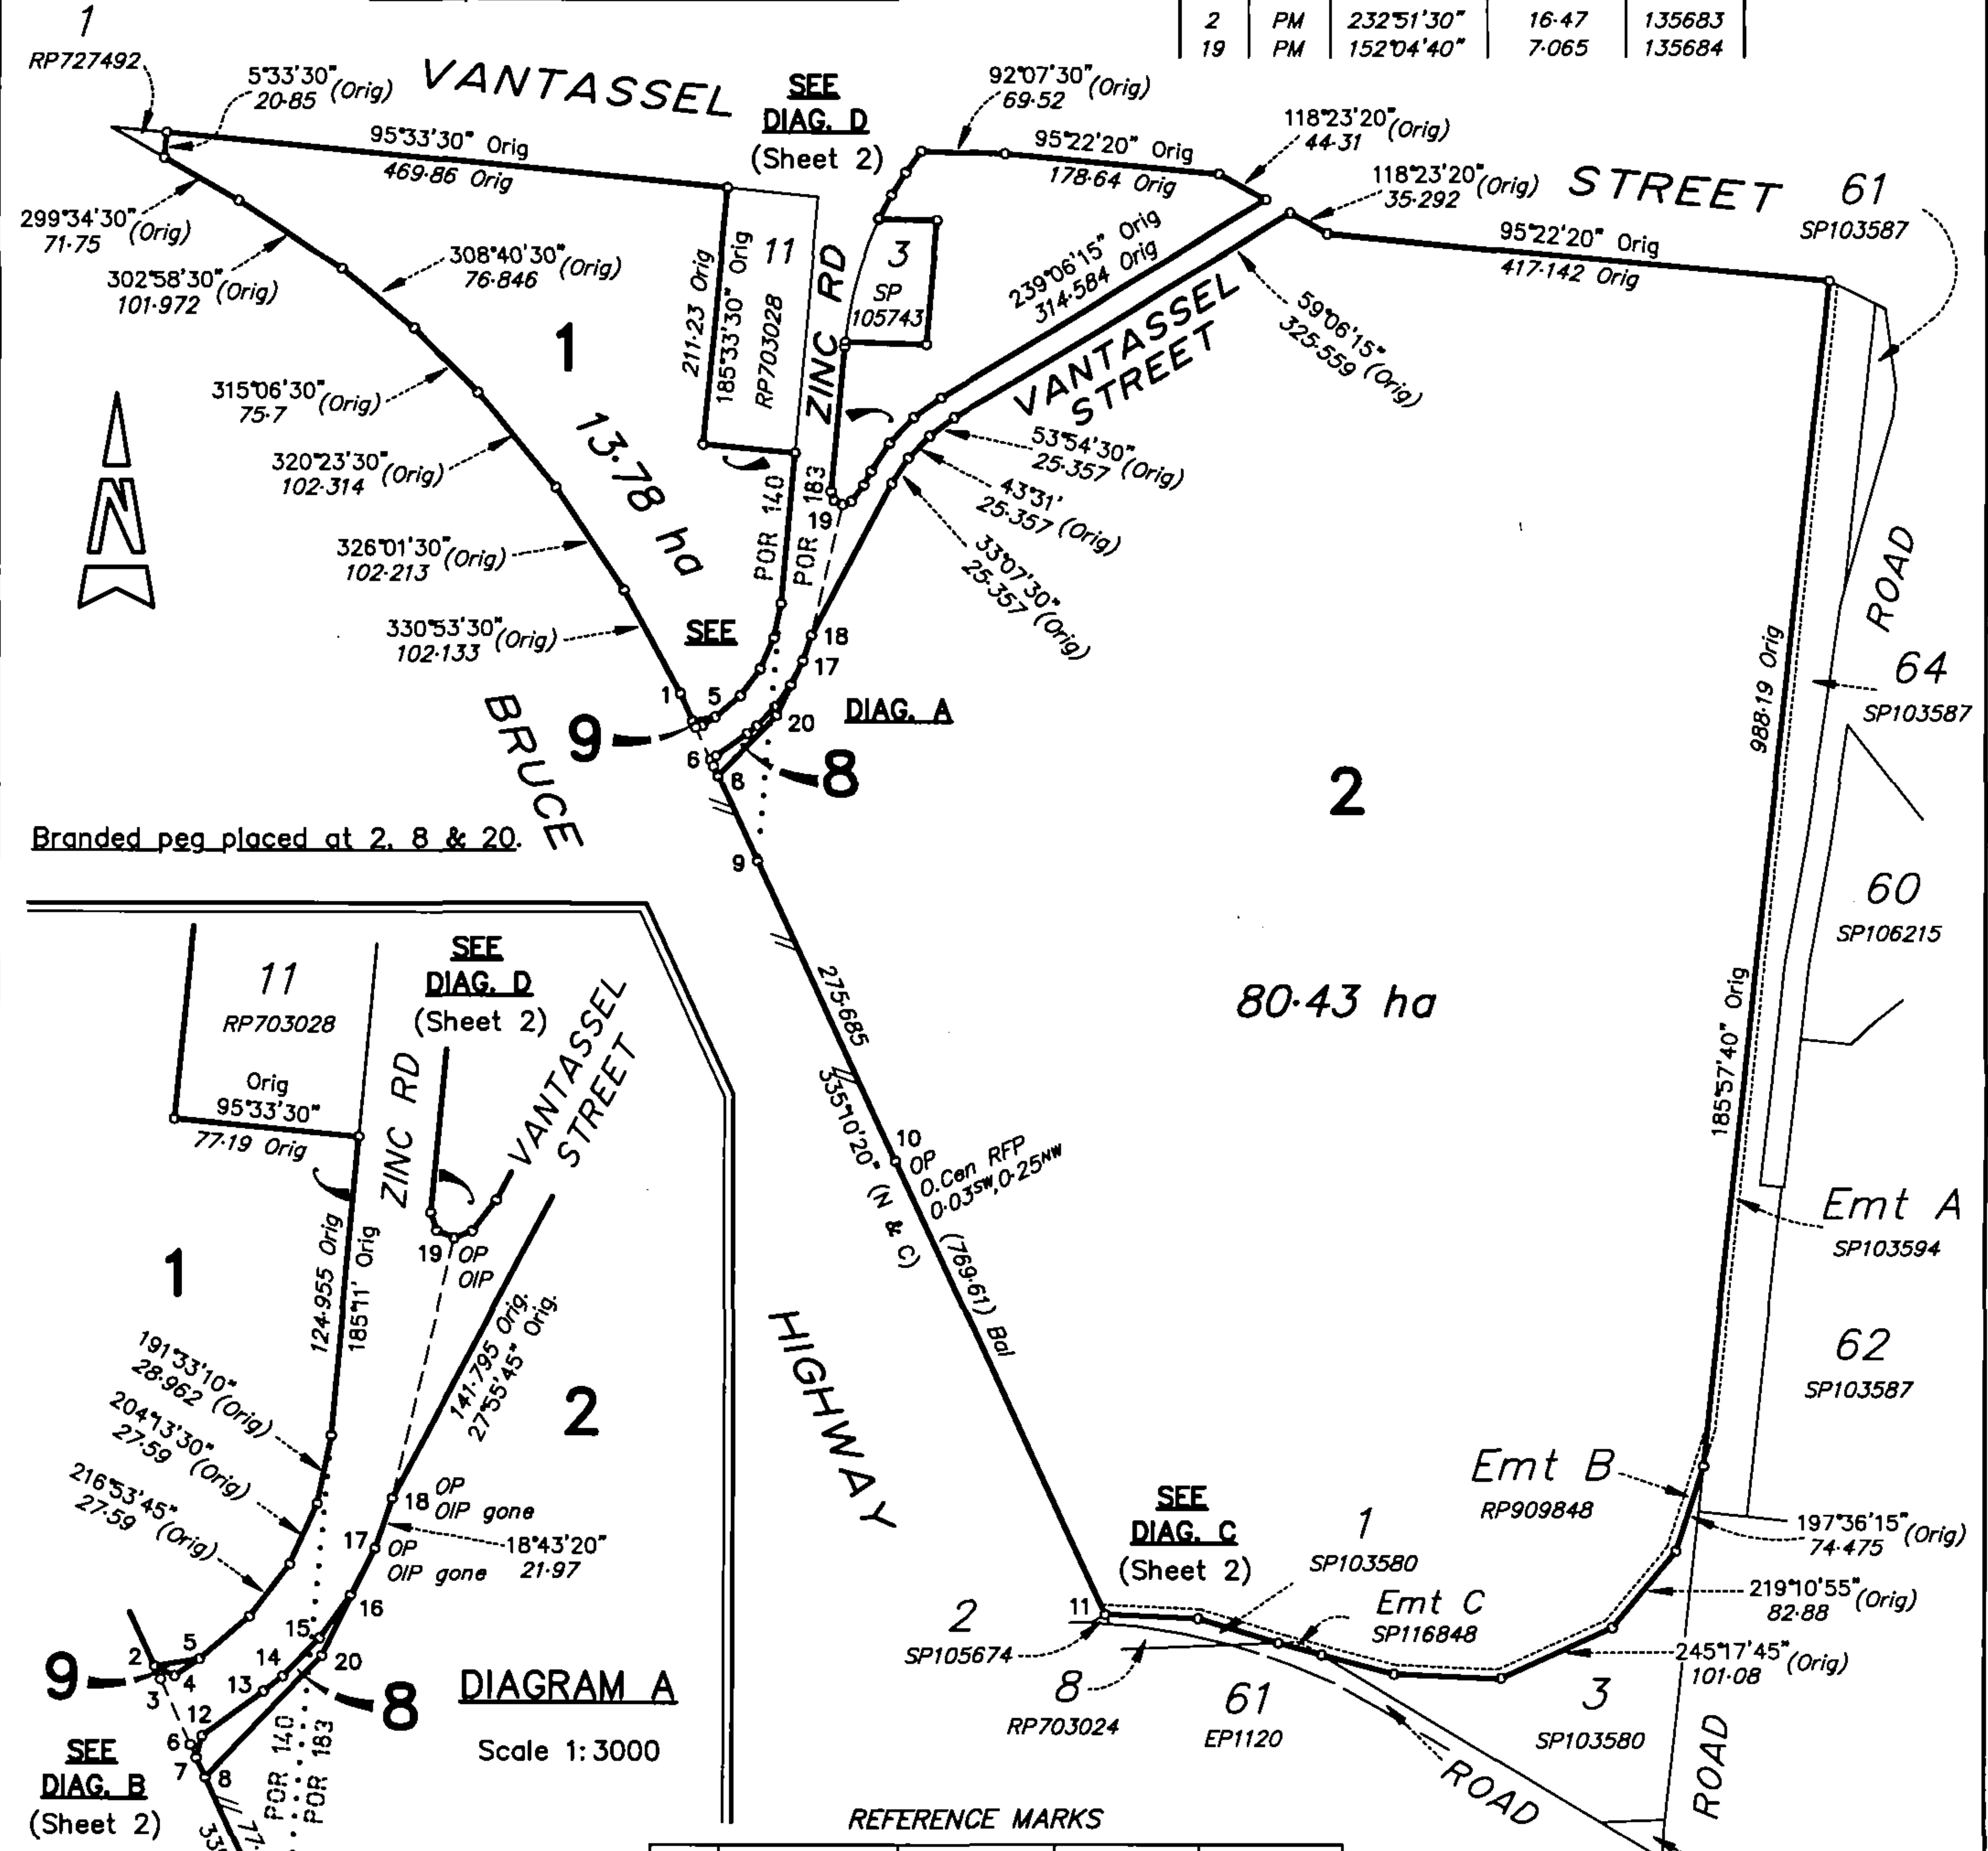 2 PM 232°51'30" 16·47 135683
19 PM 152°04'40" 7·065 135684
1
RP727492
5°33'30" (Orig)
20·85
VANTASSEL
SEE
DIAG. D
(Sheet 2)
92°07'30" (Orig)
69·52
118°23'20" (Orig)
44·31
95°33'30" Orig
469·86 Orig
95°22'20" Orig
178·64 Orig
118°23'20" (Orig)
35·292
STREET
61
SP103587
95°22'20" Orig
417·142 Orig
299°34'30" (Orig)
71·75
302°58'30" (Orig)
101·972
308°40'30" (Orig)
76·846
315°06'30" (Orig)
75·7
320°23'30" (Orig)
102·314
326°01'30" (Orig)
102·213
330°53'30" (Orig)
102·133
1
13·78 ha
211·23 Orig
185°33'30" Orig
11
RP703028
ZINC RD
3
SP
105743
239°06'15" Orig
314·584 Orig
VANTASSEL
STREET
59°06'15" (Orig)
325·559
53°54'30" (Orig)
25·357
43°31' (Orig)
25·357
33°07'30" (Orig)
25·357
N
POR 140
POR 183
19
18
17
SEE
DIAG. A
1
5
20
9
6
8
8
9
BRUCE
2
80·43 ha
988·19 Orig
185°57'40" Orig
ROAD
64
SP103587
60
SP106215
Emt A
SP103594
62
SP103587
Branded peg placed at 2, 8 & 20.
275·685
335°10'20" (N & C)
10
OP
O.Cen RFP
0·03SW, 0·25NW
(769·61) Bal
HIGHWAY
11
RP703028
SEE
DIAG. D
(Sheet 2)
Orig
95°33'30"
77·19 Orig
ZINC RD
VANTASSEL
STREET
1
124·955 Orig
185°11' Orig
19
OP
OIP
141·795 Orig.
27°55'45" Orig.
2
191°33'10" (Orig)
28·962
204°13'30" (Orig)
27·59
216°53'45" (Orig)
27·59
18
OP
OIP gone
17
OP
OIP gone
18°43'20"
21·97
16
15
20
14
13
2
5
9
3
4
12
6
7
8
8
SEE
DIAG. B
(Sheet 2)
POR 140
POR 183
DIAGRAM A
Scale 1:3000
SEE
DIAG. C
(Sheet 2)
11
2
SP105674
1
SP103580
Emt C
SP116848
Emt B
RP909848
197°36'15" (Orig)
74·475
219°10'55" (Orig)
82·88
245°17'45" (Orig)
101·08
8
RP703024
61
EP1120
3
SP103580
ROAD
ROAD
REFERENCE MARKS